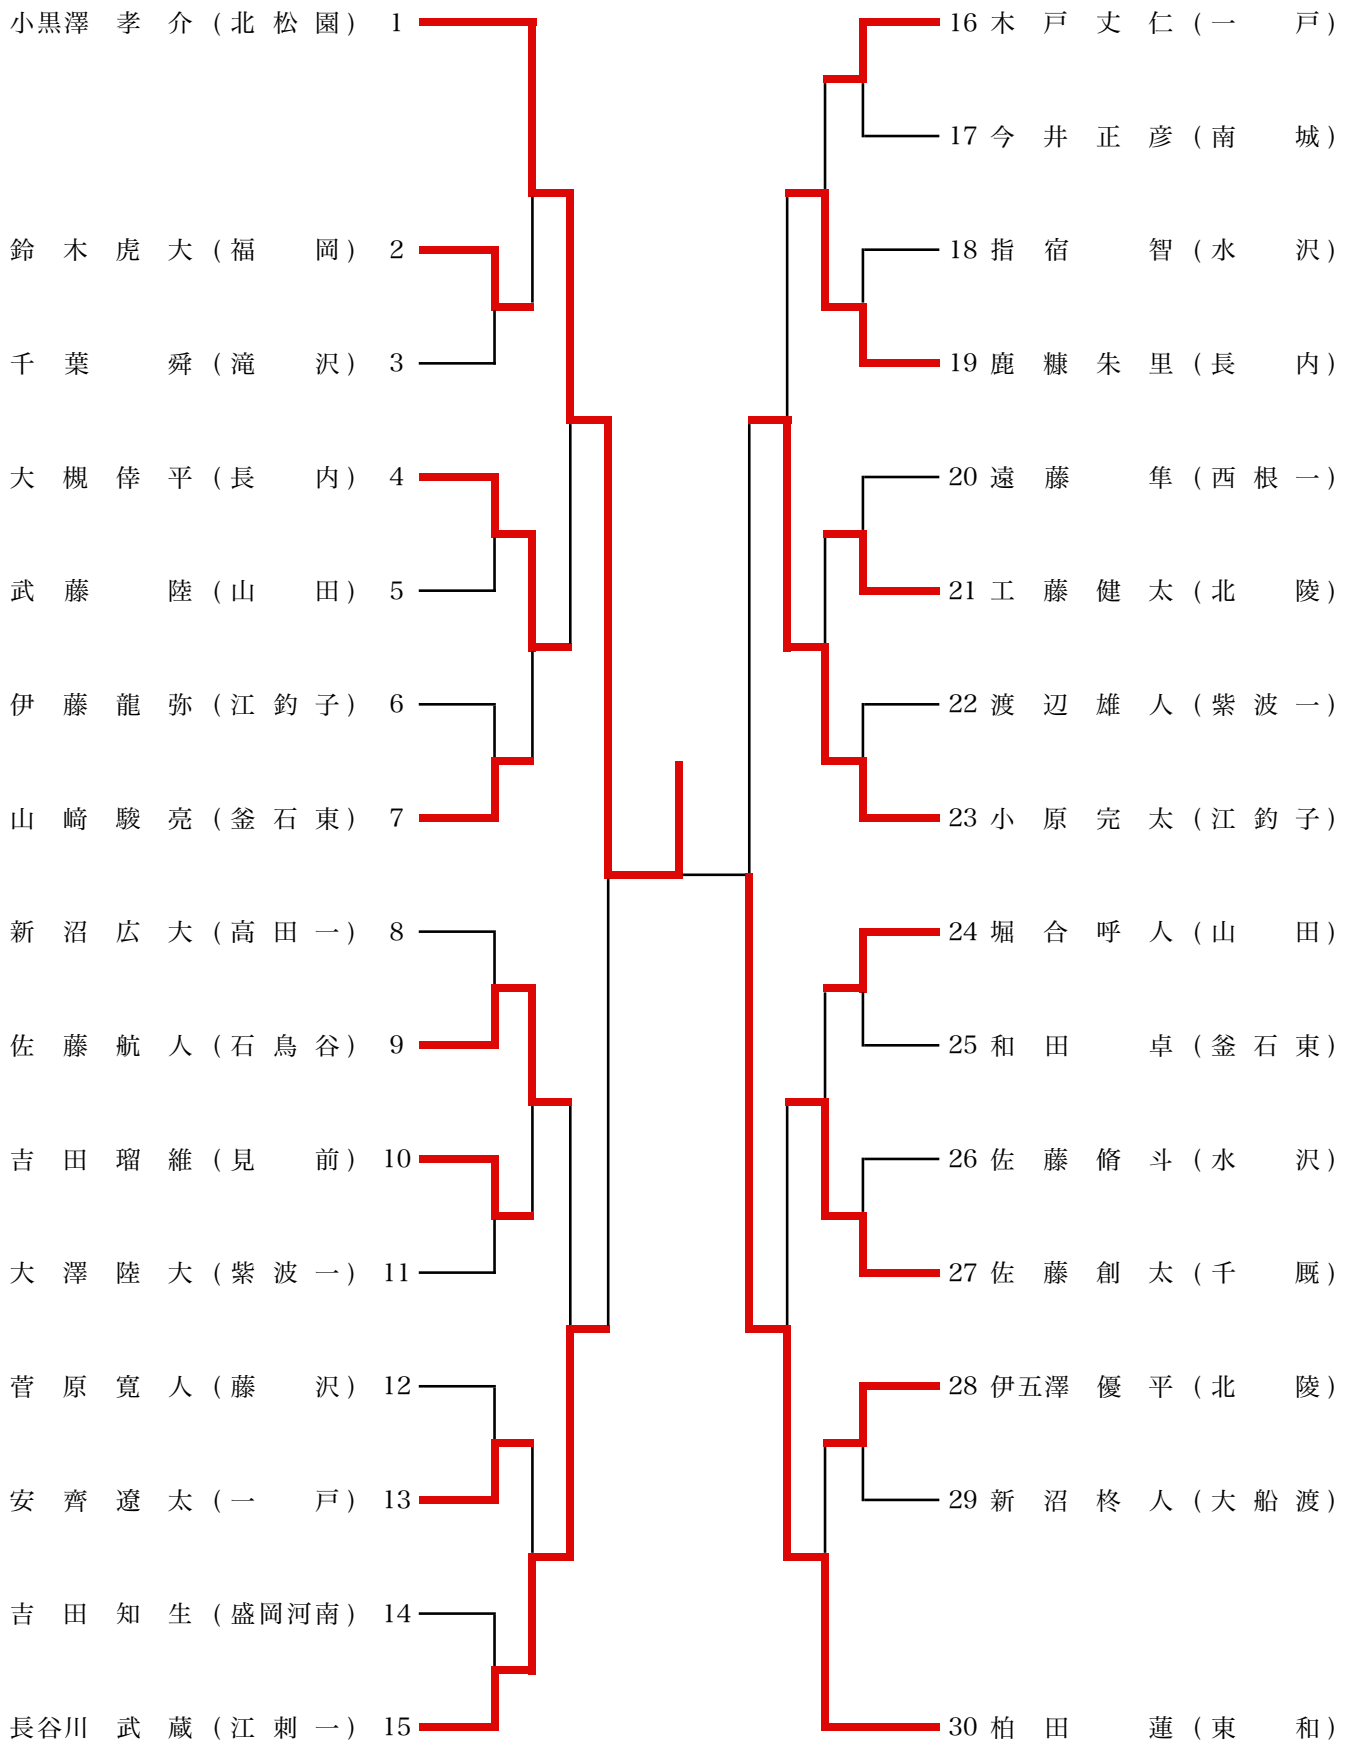 小黒澤 孝介 (北松園) 1
鈴木虎大 (福岡) 2
千葉 舜 (滝沢) 3
大槻倖平 (長内) 4
武藤 陸 (山田) 5
伊藤龍弥 (江釣子) 6
山﨑駿亮 (釜石東) 7
新沼広大 (高田一) 8
佐藤航人 (石鳥谷) 9
吉田瑠維 (見前) 10
大澤陸大 (紫波一) 11
菅原寛人 (藤沢) 12
安齊遼太 (一戸) 13
吉田知生 (盛岡河南) 14
長谷川 武蔵 (江刺一) 15
16 木戸丈仁 (一戸)
17 今井正彦 (南城)
18 指宿 智 (水沢)
19 鹿糠朱里 (長内)
20 遠藤 隼 (西根一)
21 工藤健太 (北陵)
22 渡辺雄人 (紫波一)
23 小原完太 (江釣子)
24 堀合呼人 (山田)
25 和田 卓 (釜石東)
26 佐藤脩斗 (水沢)
27 佐藤創太 (千厩)
28 伊五澤 優平 (北陵)
29 新沼柊人 (大船渡)
30 柏田 蓮 (東和)